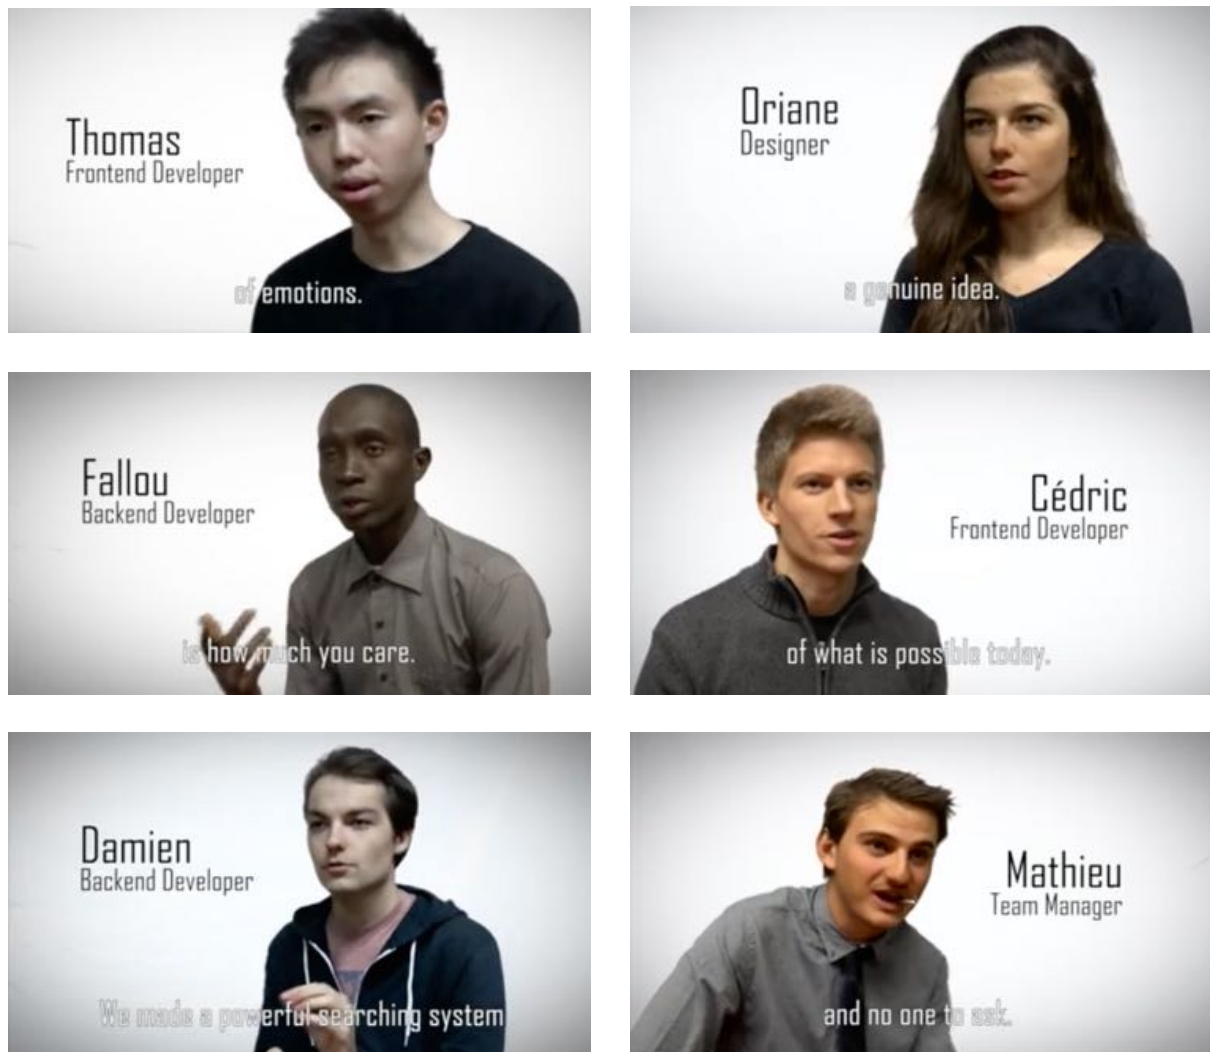 Thomas
Frontend Developer
of emotions.
Oriane
Designer
a genuine idea.
Fallou
Backend Developer
is how much you care.
Cédric
Frontend Developer
of what is possible today.
Damien
Backend Developer
We made a powerful searching system
Mathieu
Team Manager
and no one to ask.